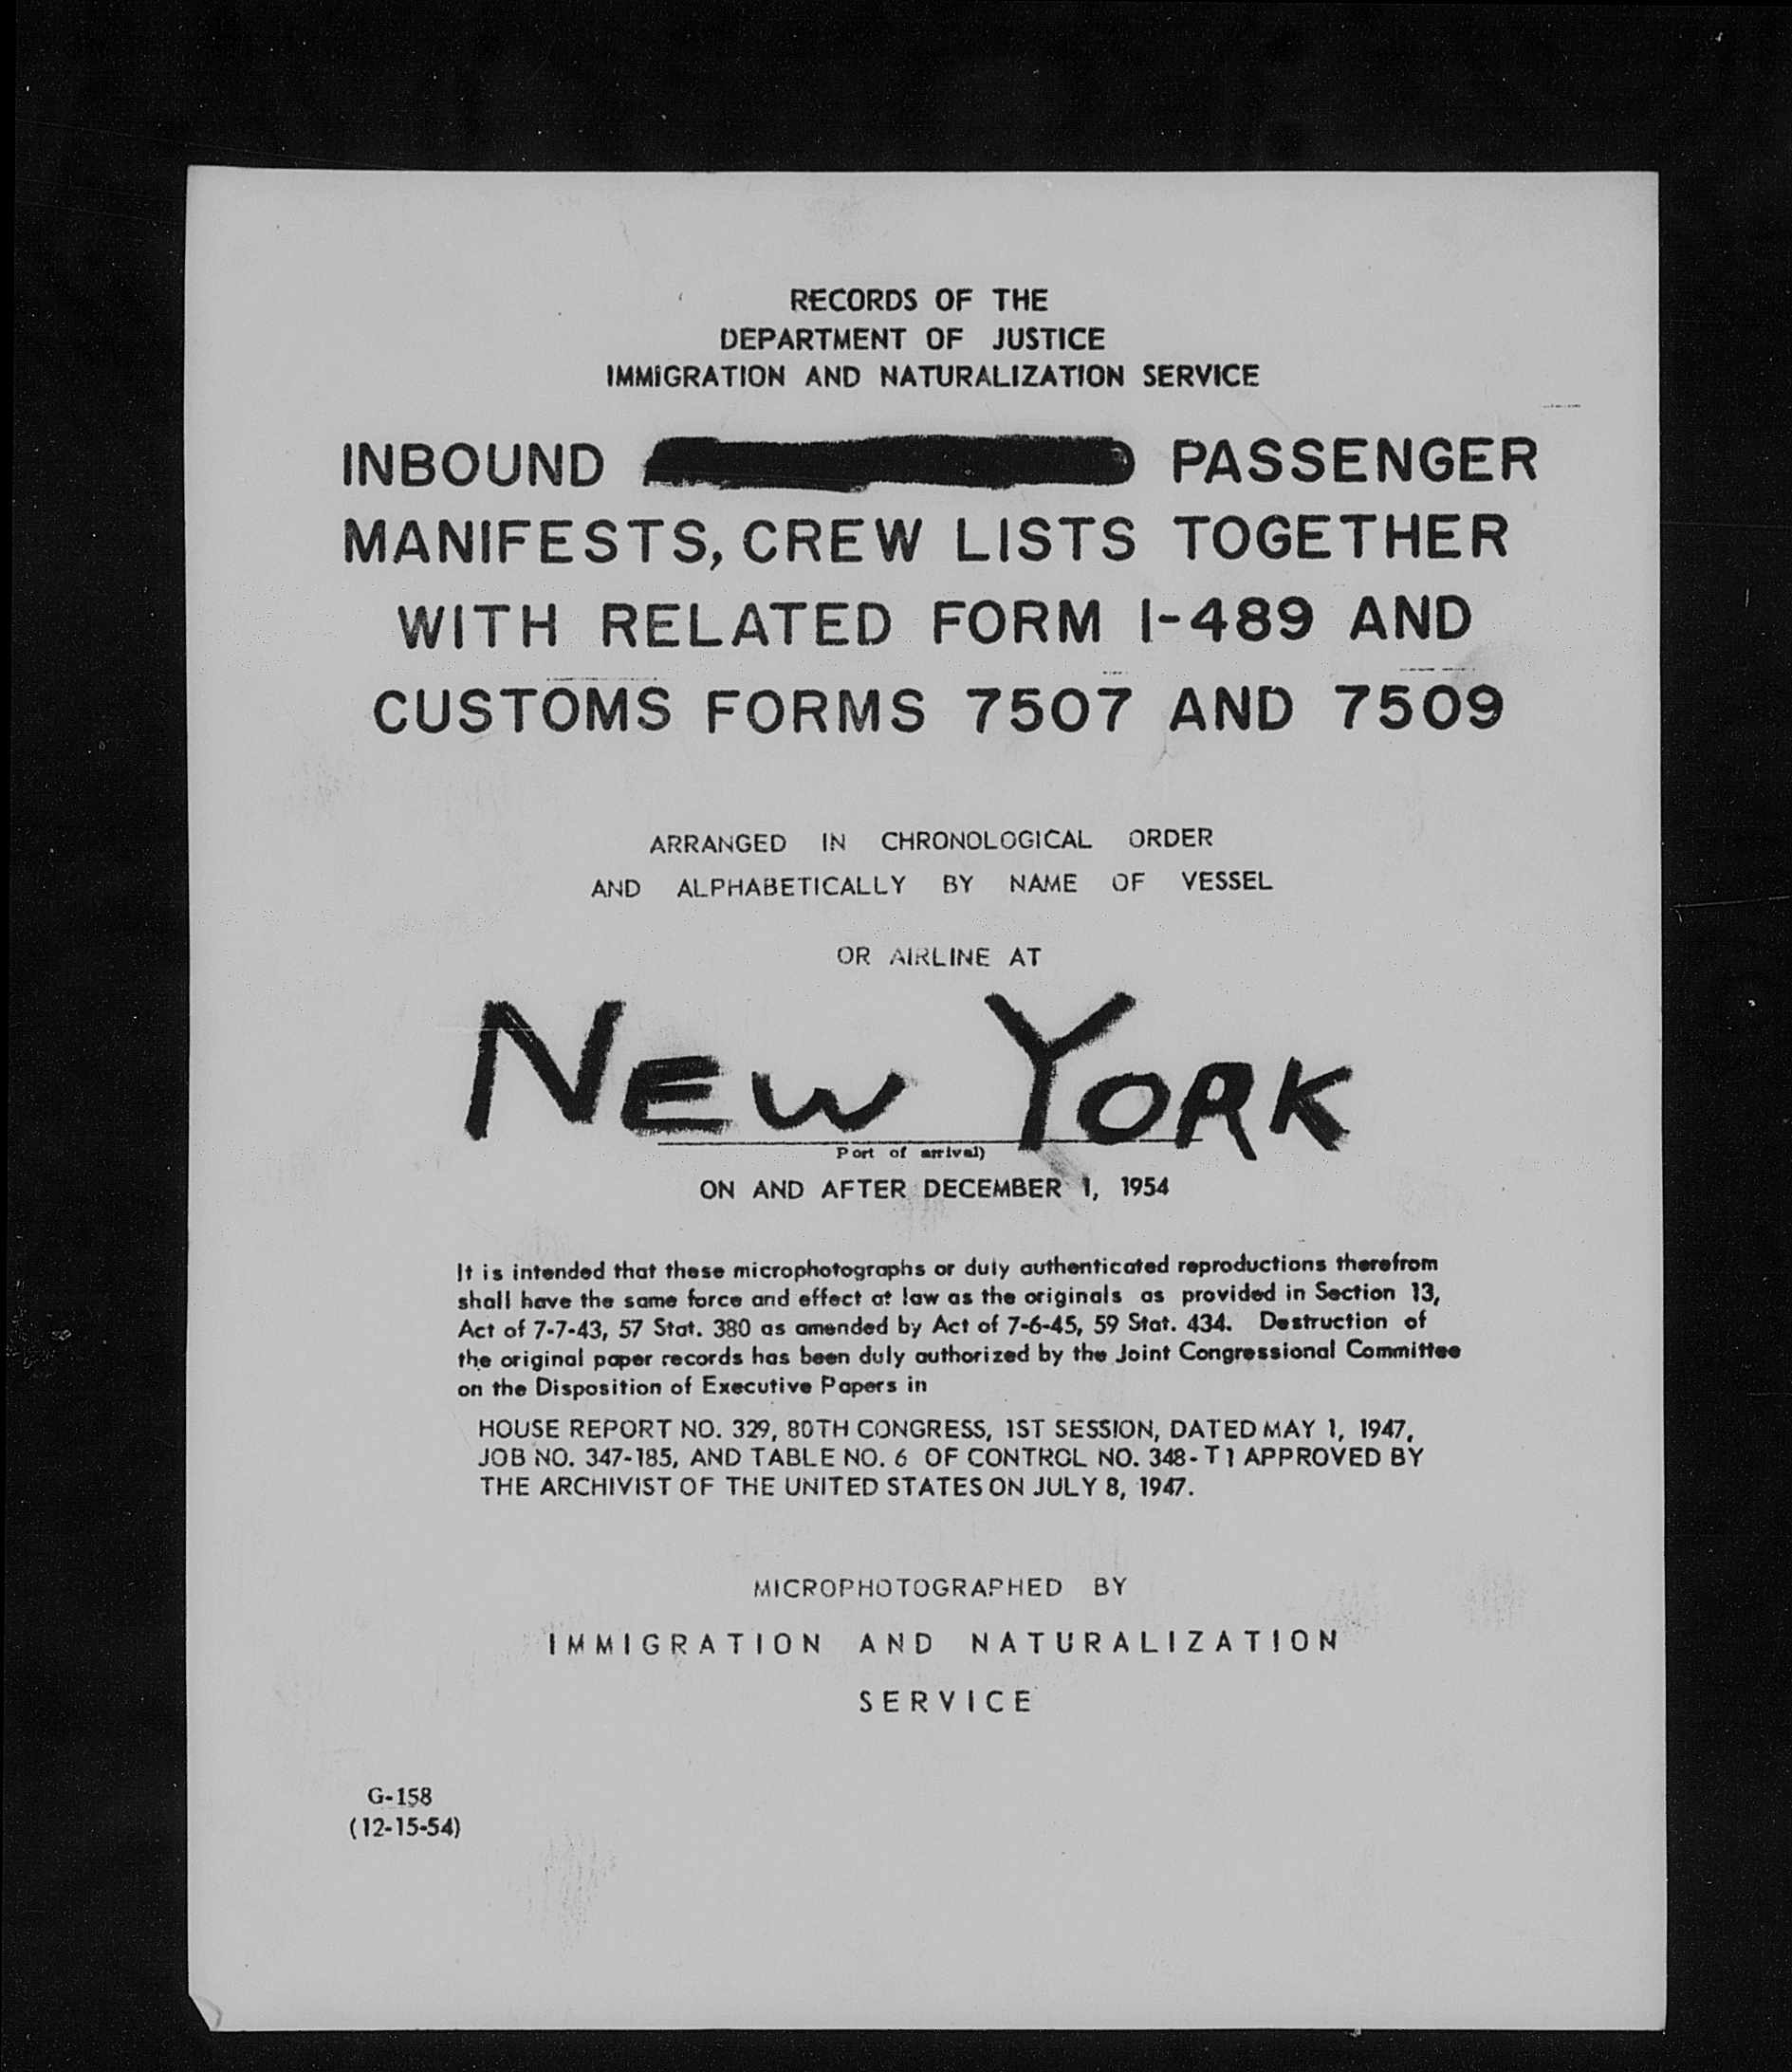 RECORDS OF THE
DEPARTMENT OF JUSTICE
IMMIGRATION AND NATURALIZATION SERVICE
INBOUND PASSENGER
MANIFESTS, CREW LISTS TOGETHER
WITH RELATED FORM I-489 AND
CUSTOMS FORMS 7507 AND 7509
ARRANGED IN CHRONOLOGICAL ORDER
AND ALPHABETICALLY BY NAME OF VESSEL
OR AIRLINE AT
NEW YORK
Port of arrival)
ON AND AFTER DECEMBER 1, 1954
It is intended that these microphotographs or duly authenticated reproductions therefrom
shall have the same force and effect at law as the originals as provided in Section 13,
Act of 7-7-43, 57 Stat. 380 as amended by Act of 7-6-45, 59 Stat. 434. Destruction of
the original paper records has been duly authorized by the Joint Congressional Committee
on the Disposition of Executive Papers in
HOUSE REPORT NO. 329, 80TH CONGRESS, 1ST SESSION, DATED MAY 1, 1947,
JOB NO. 347-185, AND TABLE NO. 6 OF CONTROL NO. 348-T1 APPROVED BY
THE ARCHIVIST OF THE UNITED STATES ON JULY 8, 1947.
MICROPHOTOGRAPHED BY
IMMIGRATION AND NATURALIZATION
SERVICE
G-158
(12-15-54)